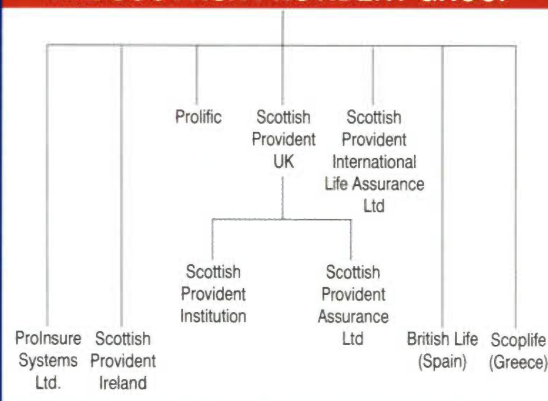 Prolific
Scottish
Provident
UK
Scottish
Provident
International
Life Assurance
Ltd
Scottish
Provident
Institution
Scottish
Provident
Assurance
Ltd
ProInsure
Systems
Ltd.
Scottish
Provident
Ireland
British Life
(Spain)
Scoplife
(Greece)